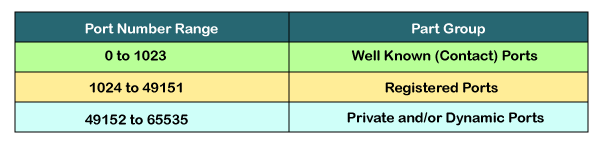 Port Number Range Part Group
0 to 1023 Well Known (Contact) Ports
1024 to 49151 Registered Ports
49152 to 65535 Private and/or Dynamic Ports